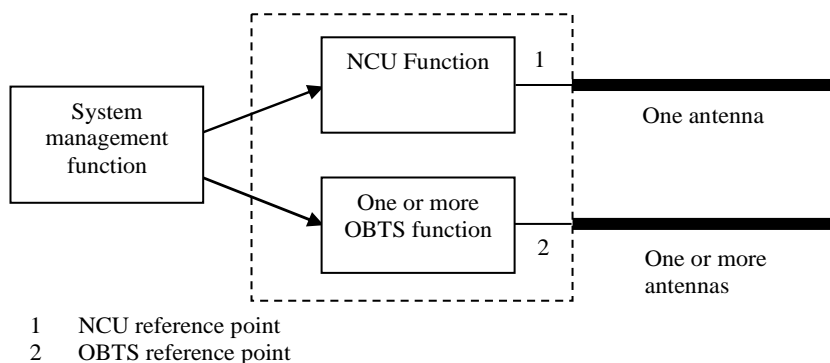 NCU Function
1
System
management
function
One antenna
One or more
OBTS function
2
One or more
antennas
1 NCU reference point
2 OBTS reference point